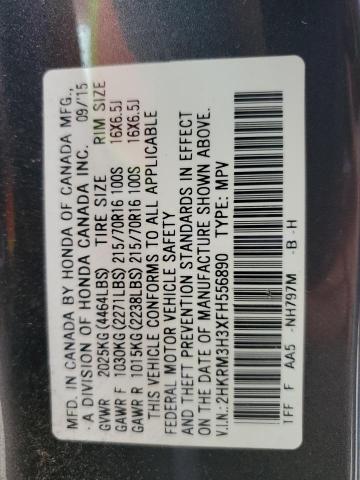 MFD. IN CANADA BY HONDA OF CANADA MFG.,
A DIVISION OF HONDA CANADA INC. 09/'15
GVWR 2025KG(4464LBS) TIRE SIZE RIM SIZE
GAWR F 1030KG(2271LBS) 215/70R16 100S 16X6.5J
GAWR R 1015KG(2238LBS) 215/70R16 100S 16X6.5J
THIS VEHICLE CONFORMS TO ALL APPLICABLE
FEDERAL MOTOR VEHICLE SAFETY
AND THEFT PREVENTION STANDARDS IN EFFECT
ON THE DATE OF MANUFACTURE SHOWN ABOVE.
V.I.N.: 2HKRM3H3XFH556890 TYPE: MPV
TFF F AA5 -NH797M -B -H